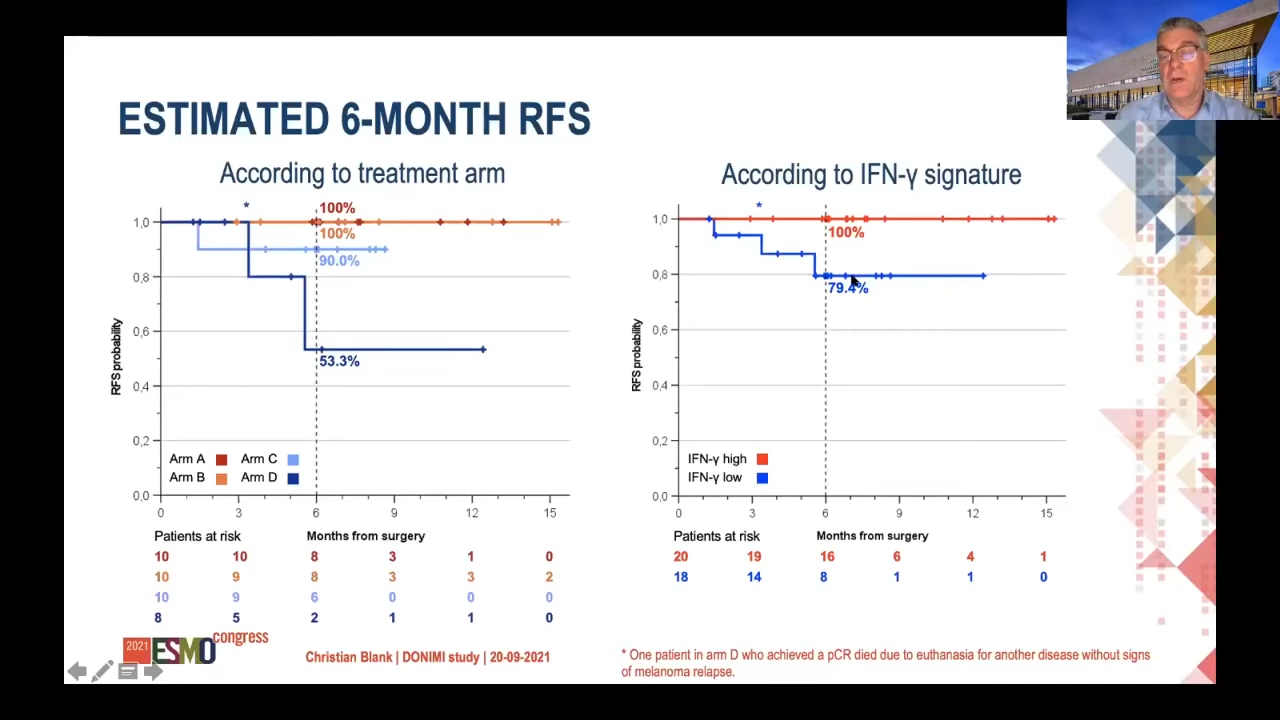 ESTIMATED 6-MONTH RFS
According to treatment arm
*
1,0
0,8
0,6
0,4
0,2
0,0
RFS probability
100%
100%
90.0%
53.3%
Arm A Arm C
Arm B Arm D
0 3 6 9 12 15
Patients at risk Months from surgery
10 10 8 3 1 0
10 9 8 3 3 2
10 9 6 0 0 0
8 5 2 1 1 0
According to IFN-γ signature
*
1,0
0,8
0,6
0,4
0,2
0,0
RFS probability
100%
79.4%
IFN-γ high
IFN-γ low
0 3 6 9 12 15
Patients at risk Months from surgery
20 19 16 6 4 1
18 14 8 1 1 0
2021 ESMO congress
Christian Blank | DONIMI study | 20-09-2021
* One patient in arm D who achieved a pCR died due to euthanasia for another disease without signs
of melanoma relapse.